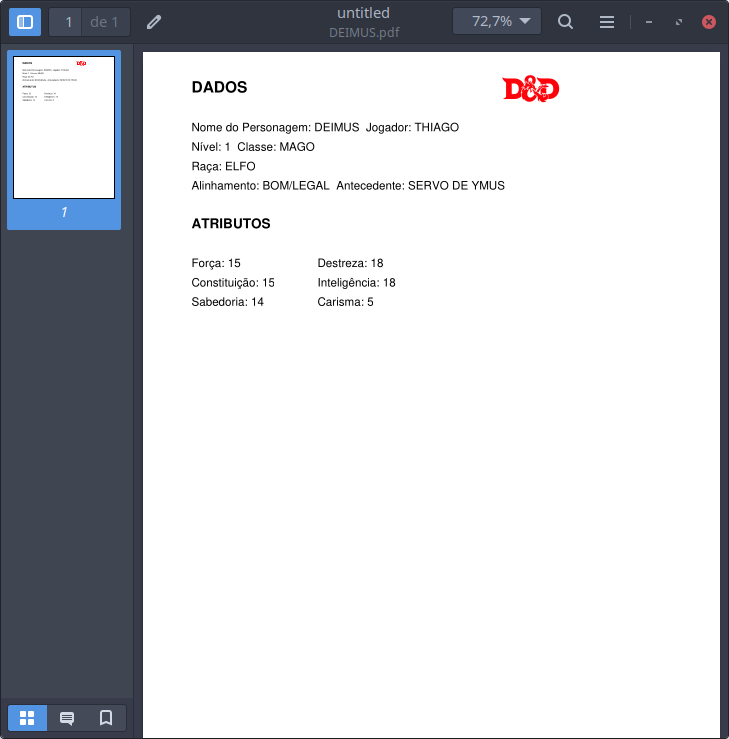 1 de 1
untitled
DEIMUS.pdf
72,7%
1
DADOS
D&D
Nome do Personagem: DEIMUS  Jogador: THIAGO
Nível: 1  Classe: MAGO
Raça: ELFO
Alinhamento: BOM/LEGAL  Antecedente: SERVO DE YMUS
ATRIBUTOS
Força: 15 Destreza: 18
Constituição: 15 Inteligência: 18
Sabedoria: 14 Carisma: 5